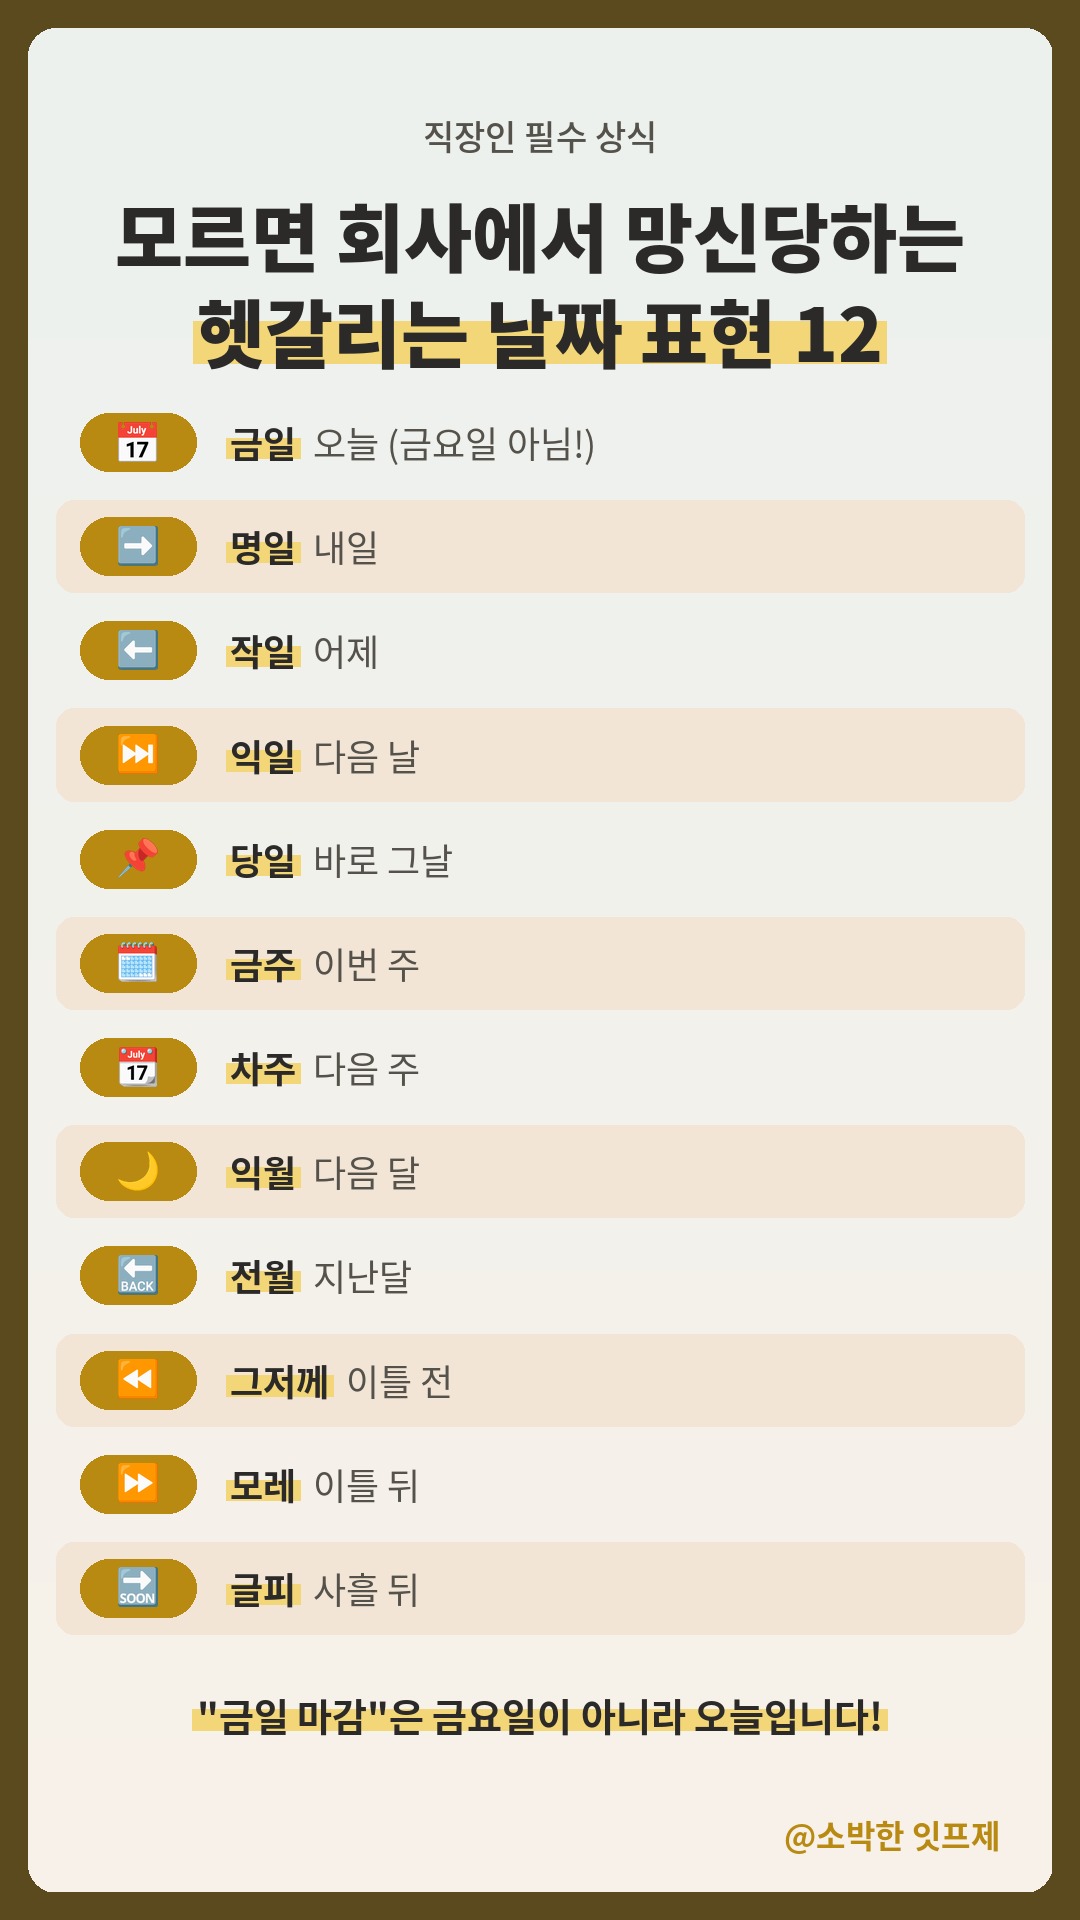 직장인 필수 상식
모르면 회사에서 망신당하는
헷갈리는 날짜 표현 12
July 17 금일 오늘 (금요일 아님!)
명일 내일
작일 어제
익일 다음 날
당일 바로 그날
금주 이번 주
July 17 차주 다음 주
익월 다음 달
BACK 전월 지난달
그저께 이틀 전
모레 이틀 뒤
SOON 글피 사흘 뒤
"금일 마감"은 금요일이 아니라 오늘입니다!
@소박한 잇프제